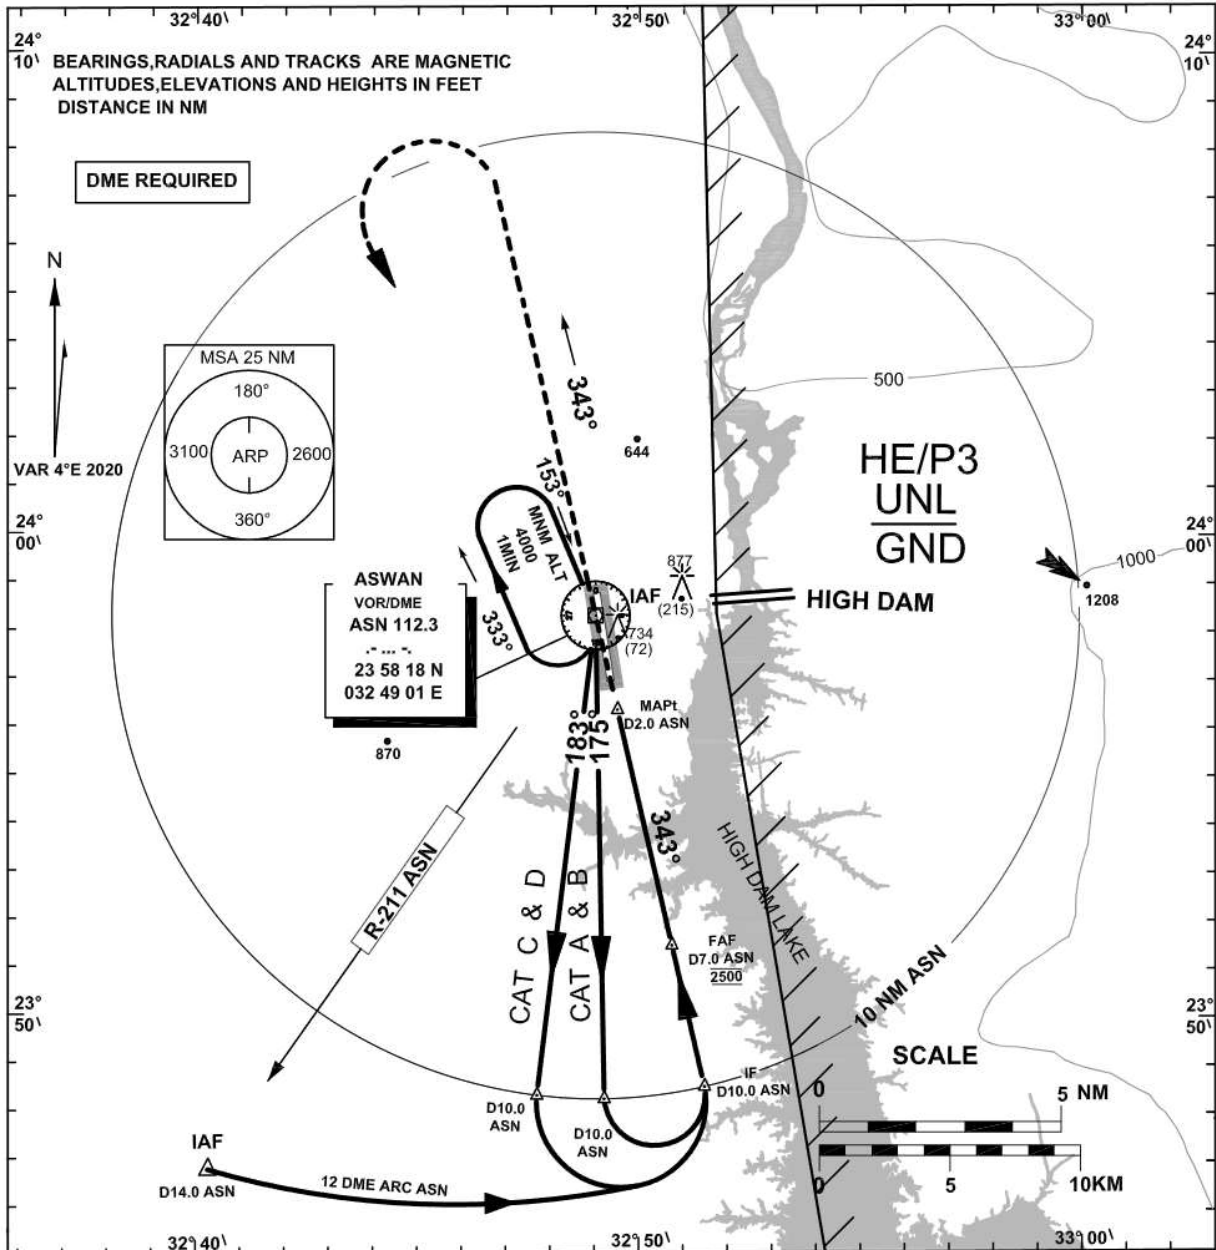 32°40\
32°50\
33°00\
24°
10\
24°
10\
BEARINGS,RADIALS AND TRACKS ARE MAGNETIC
ALTITUDES,ELEVATIONS AND HEIGHTS IN FEET
DISTANCE IN NM
DME REQUIRED
N
VAR 4°E 2020
MSA 25 NM
180°
3100
ARP
2600
360°
343°
644
500
153°
MNM ALT
4000
1MIN
333°
HE/P3
UNL
GND
24°
00\
24°
00\
1000
1208
877
(215)
HIGH DAM
IAF
734
(72)
ASWAN
VOR/DME
ASN 112.3
.- ... -.
23 58 18 N
032 49 01 E
870
MAPt
D2.0 ASN
183°
175°
343°
R-211 ASN
CAT C & D
CAT A & B
HIGH DAM LAKE
FAF
D7.0 ASN
2500
10 NM ASN
23°
50\
23°
50\
IF
D10.0 ASN
D10.0
ASN
D10.0
ASN
SCALE
0
5 NM
0
5
10KM
IAF
D14.0 ASN
12 DME ARC ASN
32°40\
32°50\
33°00\